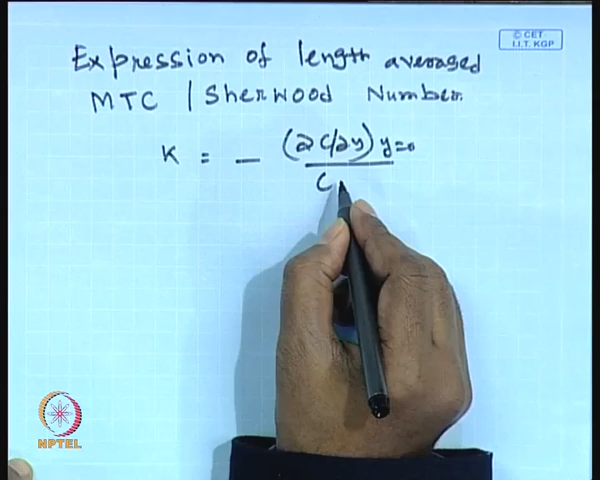 © CET
I.I.T. KGP
Expression of length averaged
MTC | Sherwood Number.
K = - (∂C/∂y) y=0
C
NPTEL